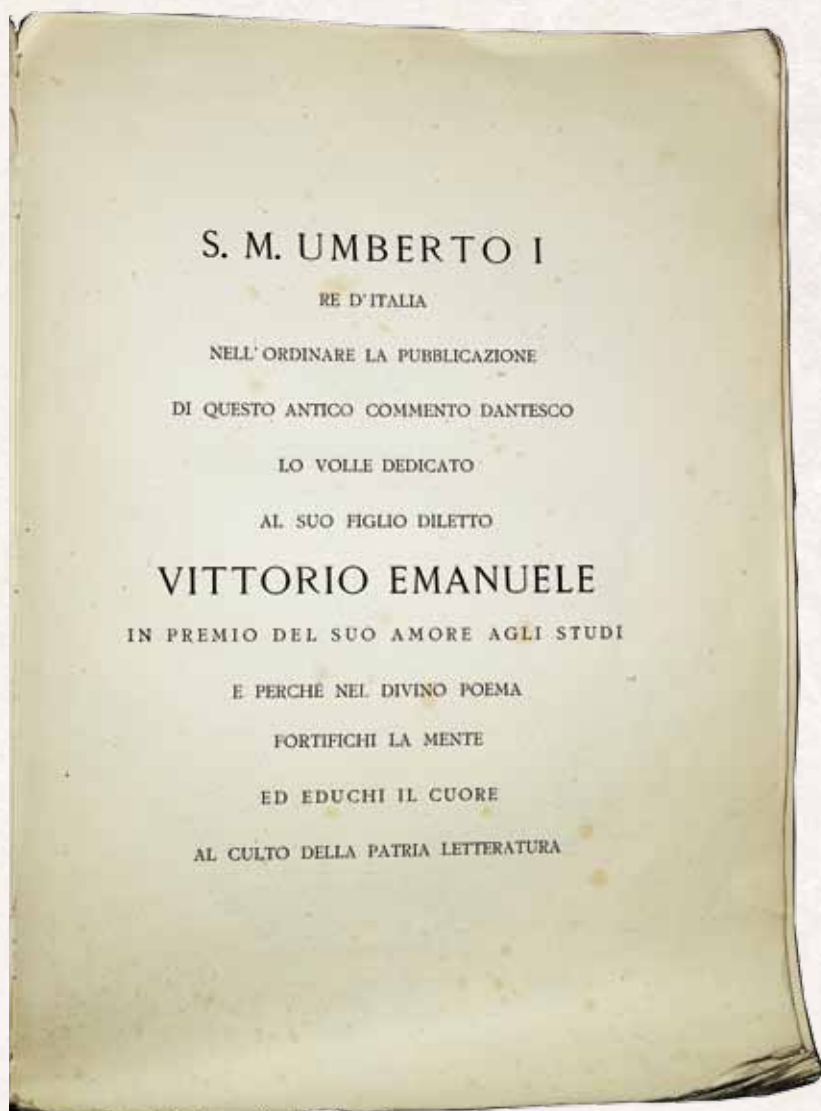 S. M. UMBERTO I
RE D'ITALIA
NELL'ORDINARE LA PUBBLICAZIONE
DI QUESTO ANTICO COMMENTO DANTESCO
LO VOLLE DEDICATO
AL SUO FIGLIO DILETTO
VITTORIO EMANUELE
IN PREMIO DEL SUO AMORE AGLI STUDI
E PERCHÈ NEL DIVINO POEMA
FORTIFICHI LA MENTE
ED EDUCHI IL CUORE
AL CULTO DELLA PATRIA LETTERATURA